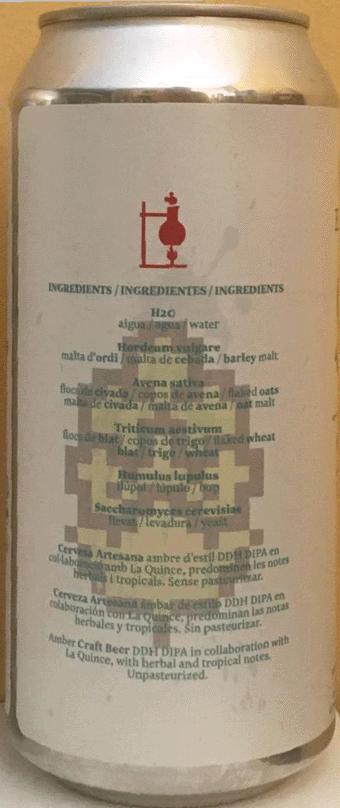 INGREDIENTS / INGREDIENTES / INGREDIENTS
H2O
aigua / agua / water
Hordeum vulgare
malta d'ordi / malta de cebada / barley malt
Avena sativa
flocs de civada / copos de avena / flaked oats
malta de civada / malta de avena / oat malt
Triticum aestivum
flocs de blat / copos de trigo / flaked wheat
blat / trigo / wheat
Humulus lupulus
llúpol / lúpulo / hop
Saccharomyces cerevisiae
llevat / levadura / yeast
Cervesa Artesana ambre d'estil DDH DIPA en
col·laboració amb La Quince, predominen les notes
herbals i tropicals. Sense pasteuritzar.
Cerveza Artesana ámbar de estilo DDH DIPA en
colaboración con La Quince, predominan las notas
herbales y tropicales. Sin pasteurizar.
Amber Craft Beer DDH DIPA in collaboration with
La Quince, with herbal and tropical notes.
Unpasteurized.